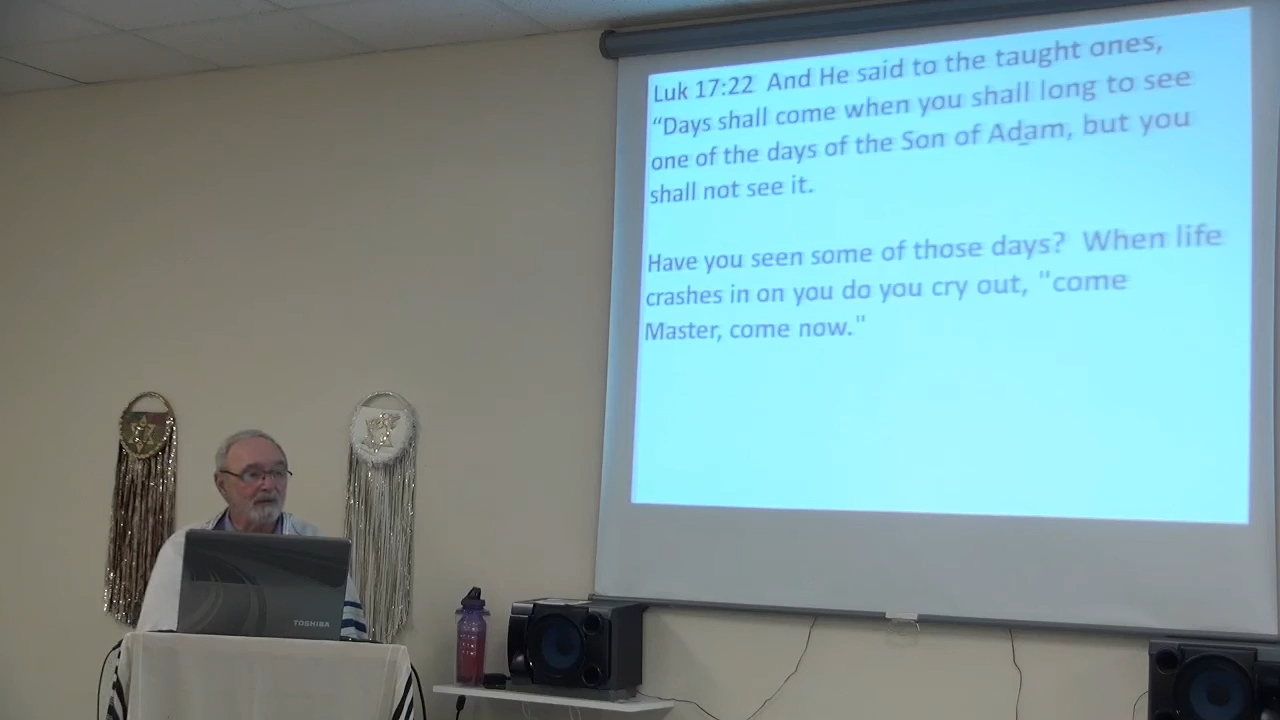 Luk 17:22  And He said to the taught ones,
“Days shall come when you shall long to see
one of the days of the Son of Ad̲am, but you
shall not see it.
Have you seen some of those days?  When life
crashes in on you do you cry out, "come
Master, come now."
TOSHIBA